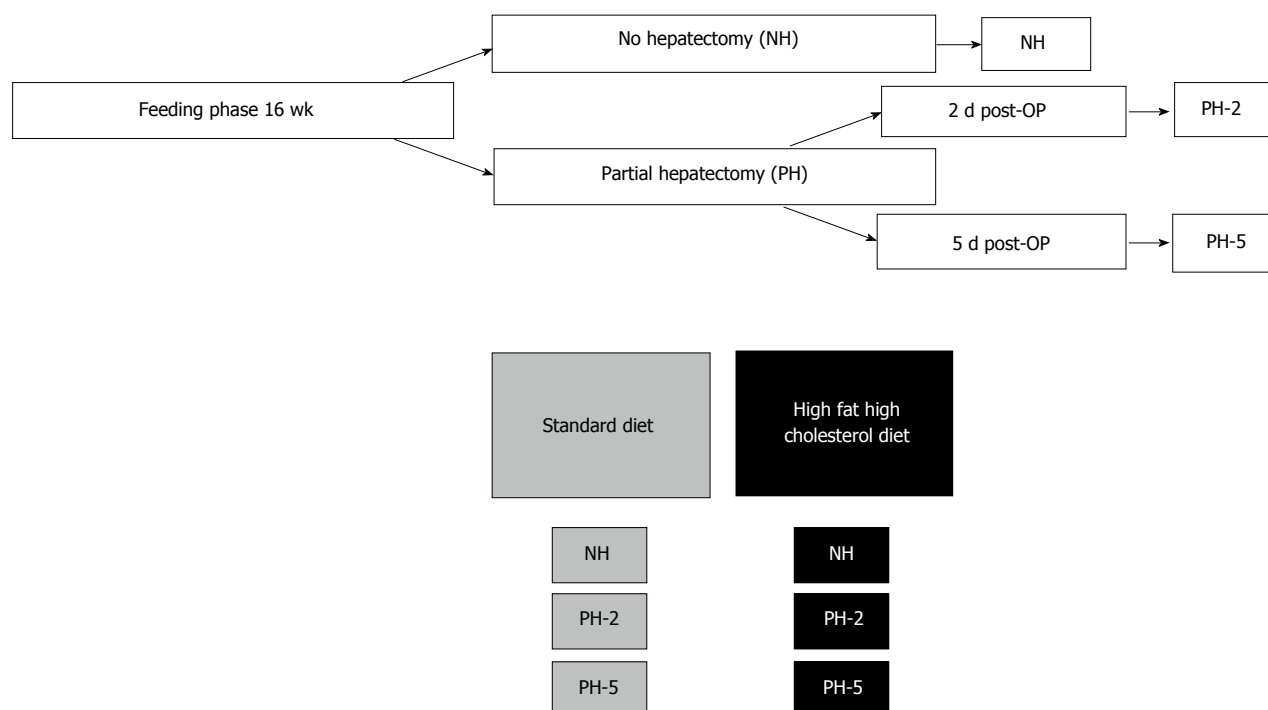 No hepatectomy (NH)
NH
Feeding phase 16 wk
2 d post-OP
PH-2
Partial hepatectomy (PH)
5 d post-OP
PH-5
Standard diet
High fat high
cholesterol diet
NH
NH
PH-2
PH-2
PH-5
PH-5